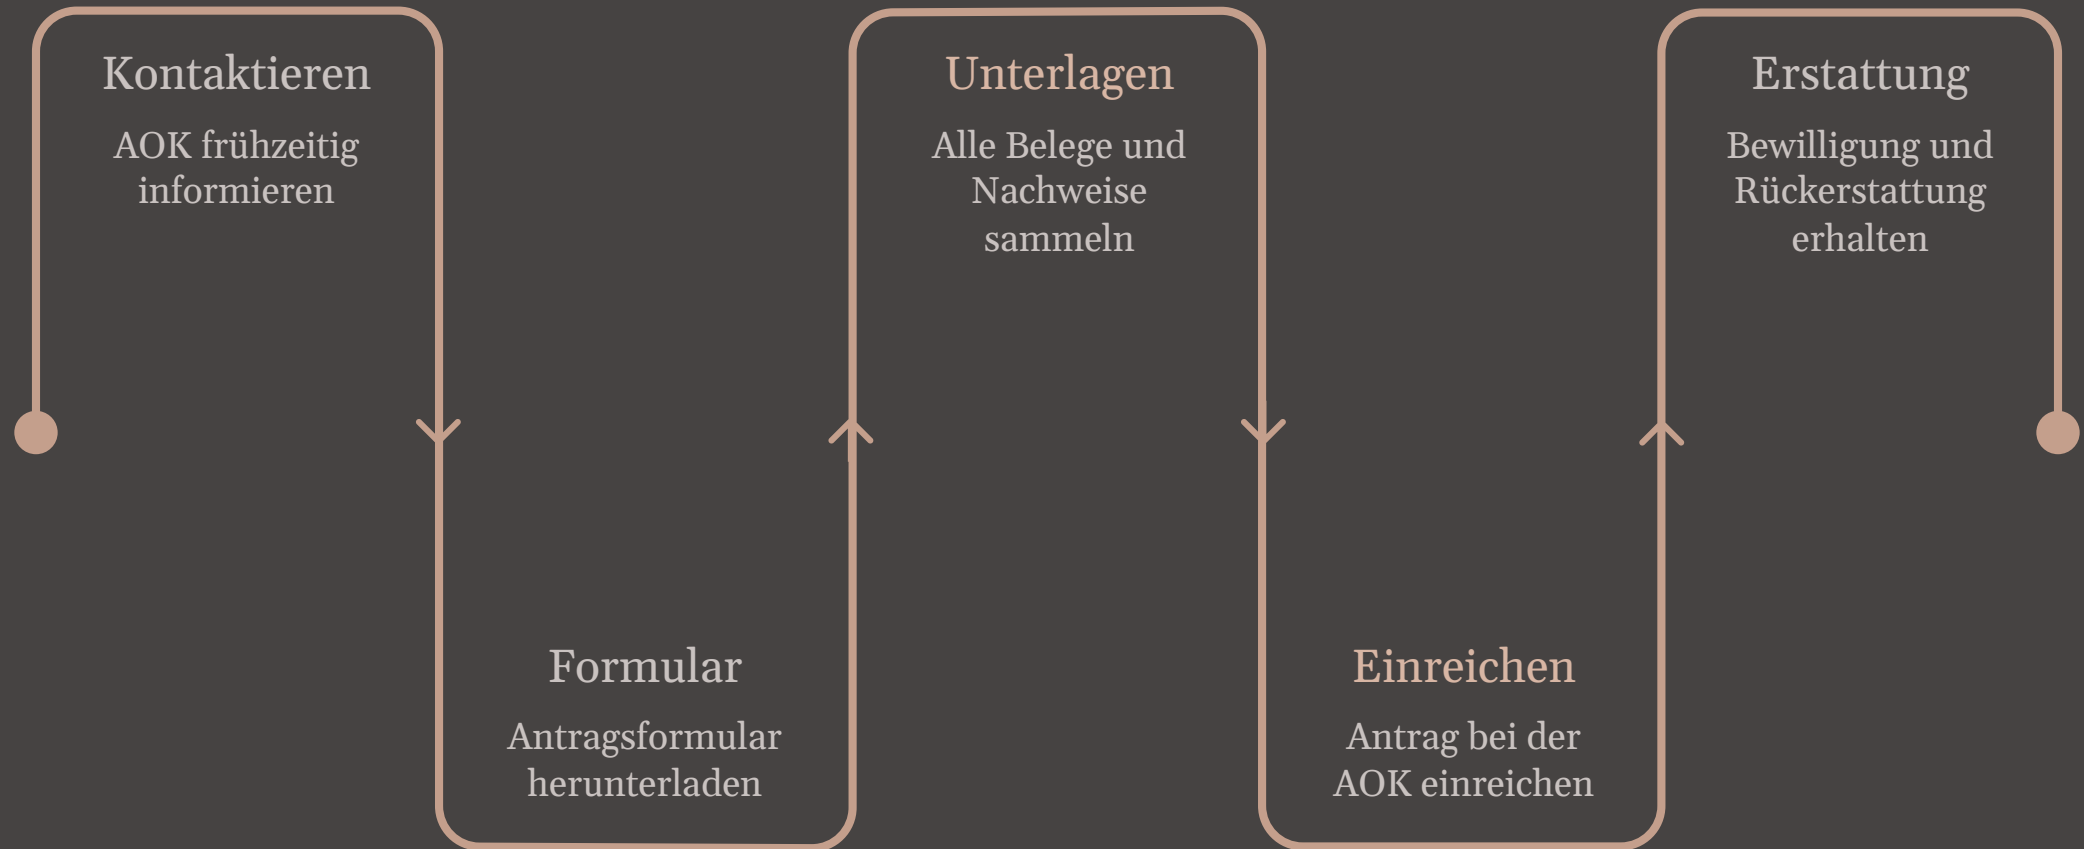 Kontaktieren
AOK frühzeitig
informieren
Formular
Antragsformular
herunterladen
Unterlagen
Alle Belege und
Nachweise
sammeln
Einreichen
Antrag bei der
AOK einreichen
Erstattung
Bewilligung und
Rückerstattung
erhalten